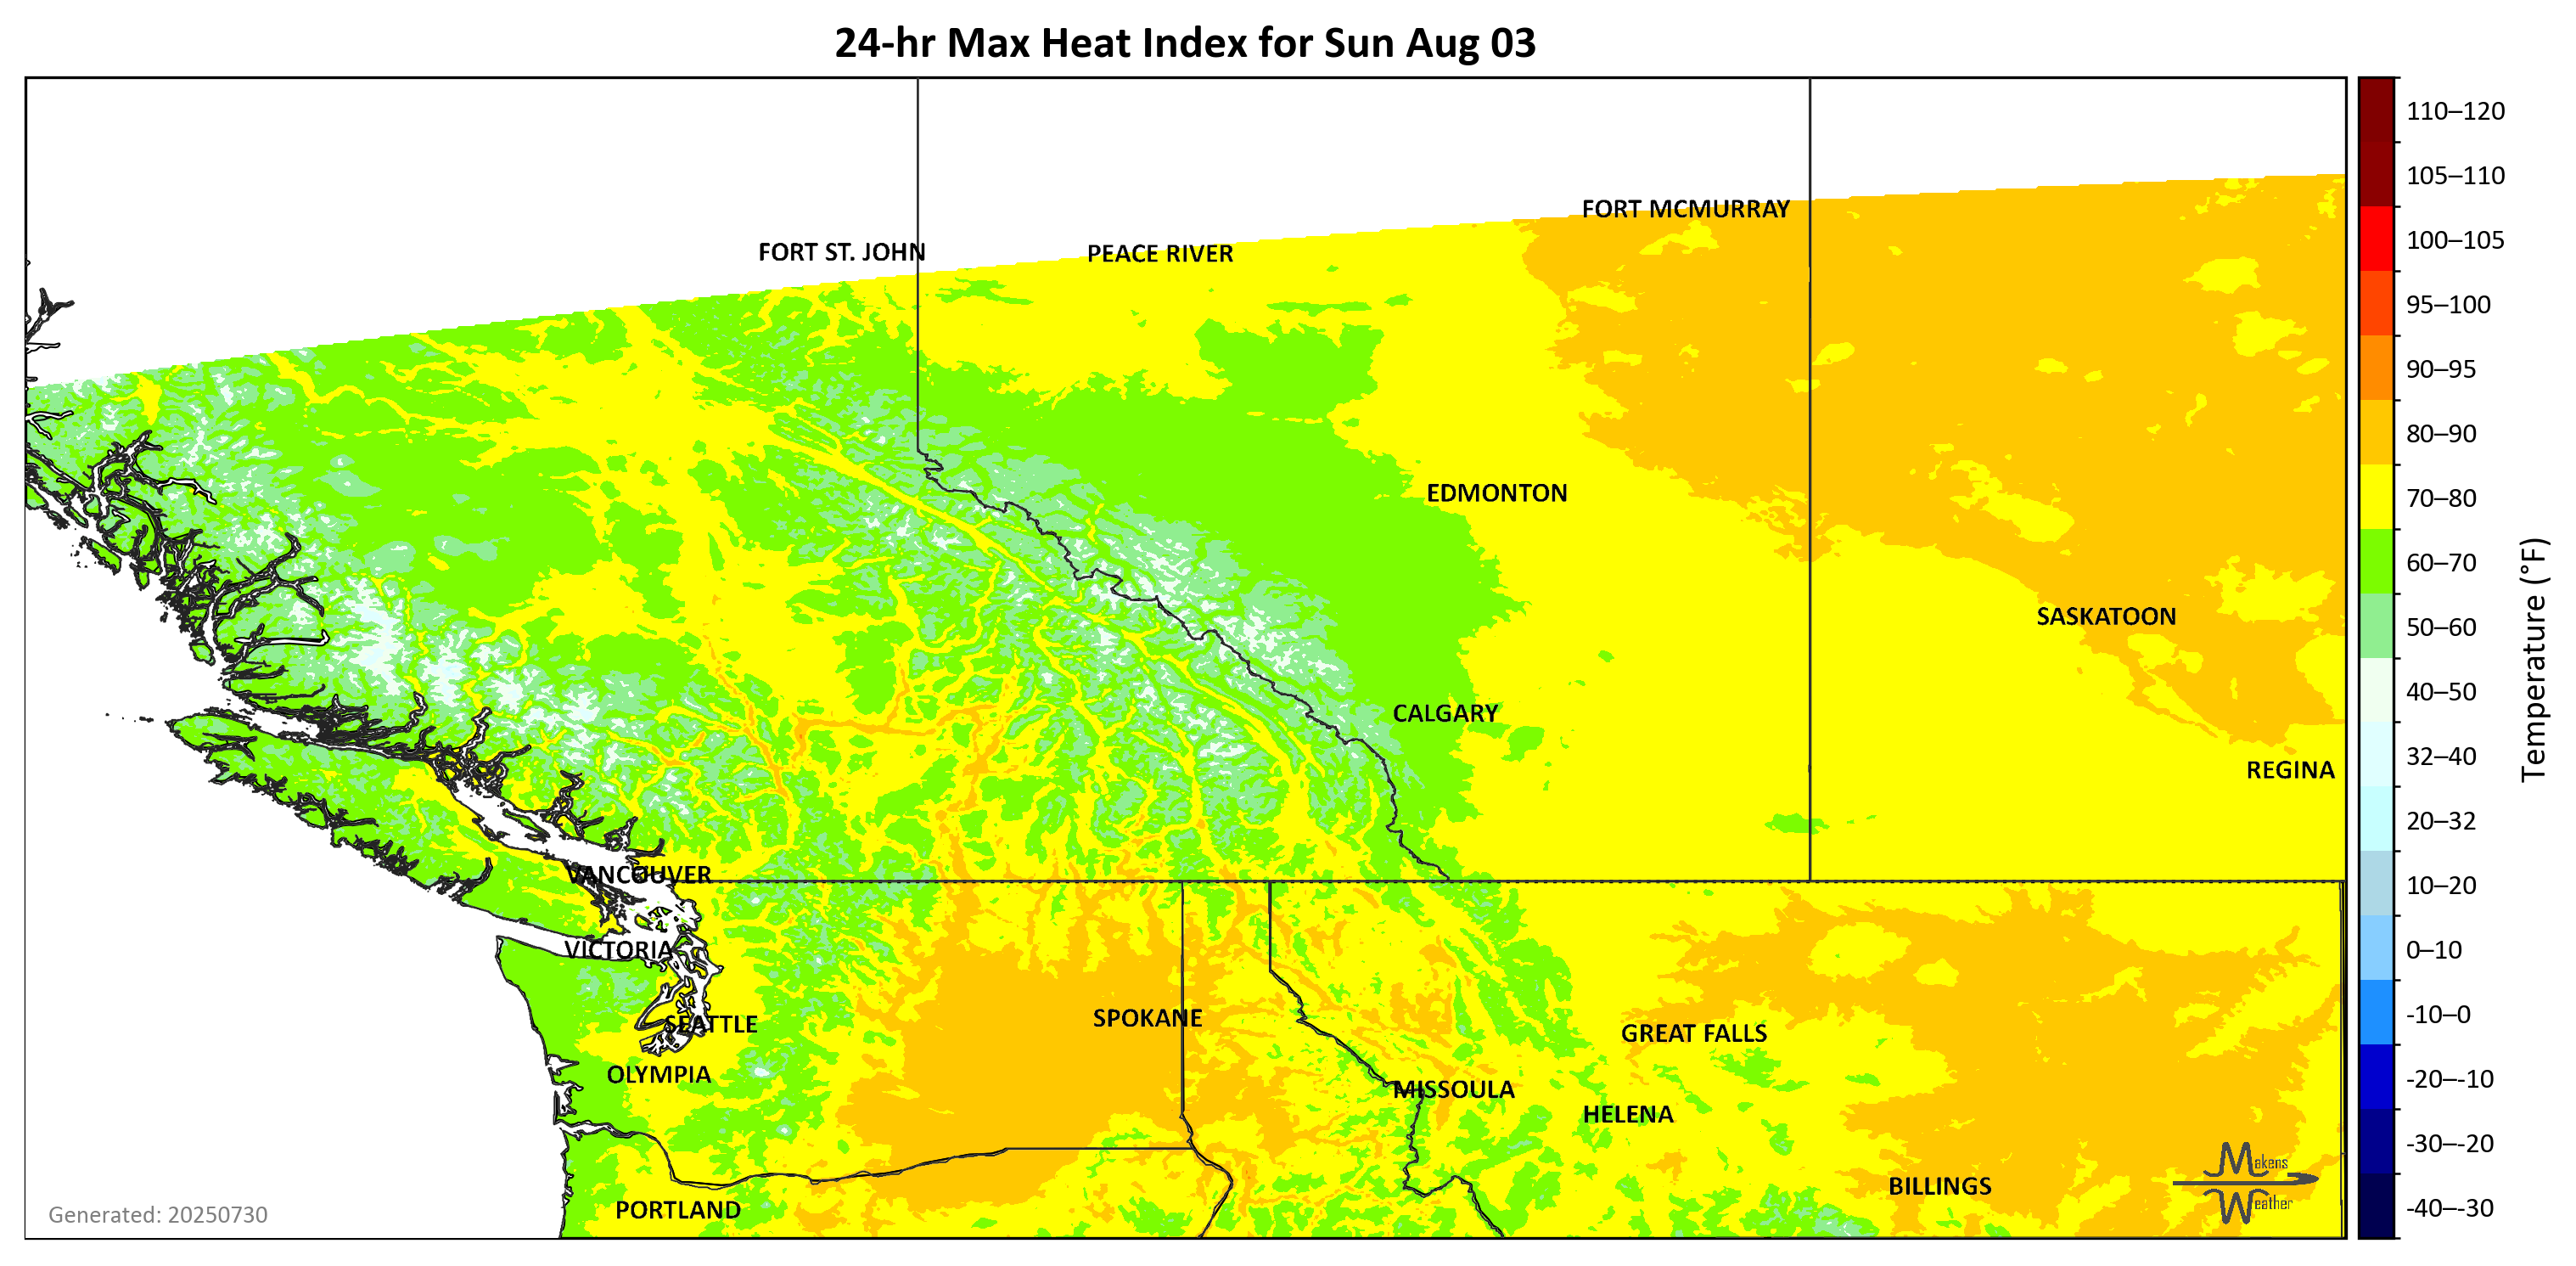 24-hr Max Heat Index for Sun Aug 03
FORT MCMURRAY
FORT ST. JOHN
PEACE RIVER
EDMONTON
SASKATOON
CALGARY
REGINA
VANCOUVER
VICTORIA
SEATTLE
SPOKANE
GREAT FALLS
OLYMPIA
MISSOULA
HELENA
BILLINGS
PORTLAND
Makens
Weather
Generated: 20250730
110–120
105–110
100–105
95–100
90–95
80–90
70–80
60–70
50–60
40–50
32–40
20–32
10–20
0–10
-10–0
-20–-10
-30–-20
-40–-30
Temperature (°F)